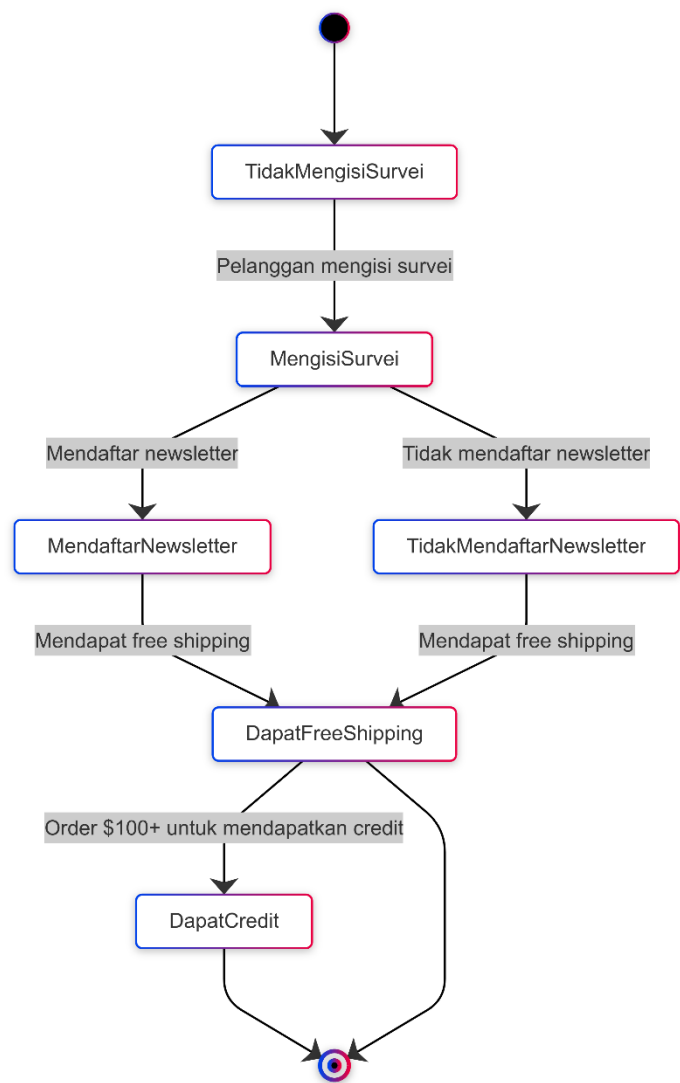 TidakMengisiSurvei
Pelanggan mengisi survei
MengisiSurvei
Mendaftar newsletter
Tidak mendaftar newsletter
MendaftarNewsletter
TidakMendaftarNewsletter
Mendapat free shipping
Mendapat free shipping
DapatFreeShipping
Order $100+ untuk mendapatkan credit
DapatCredit